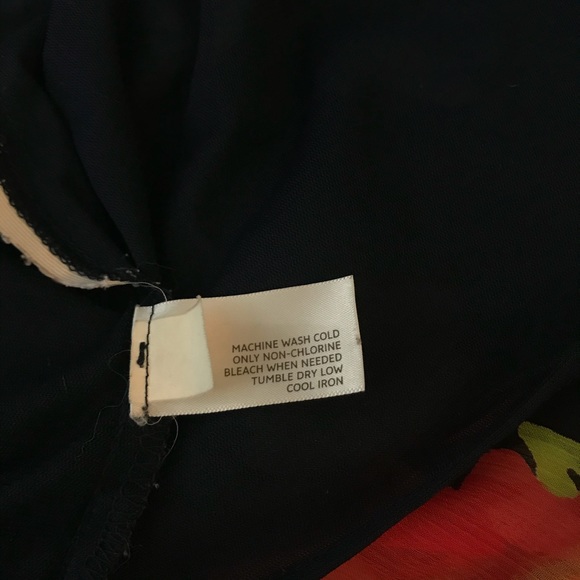 MACHINE WASH COLD
ONLY NON-CHLORINE
BLEACH WHEN NEEDED
TUMBLE DRY LOW
COOL IRON